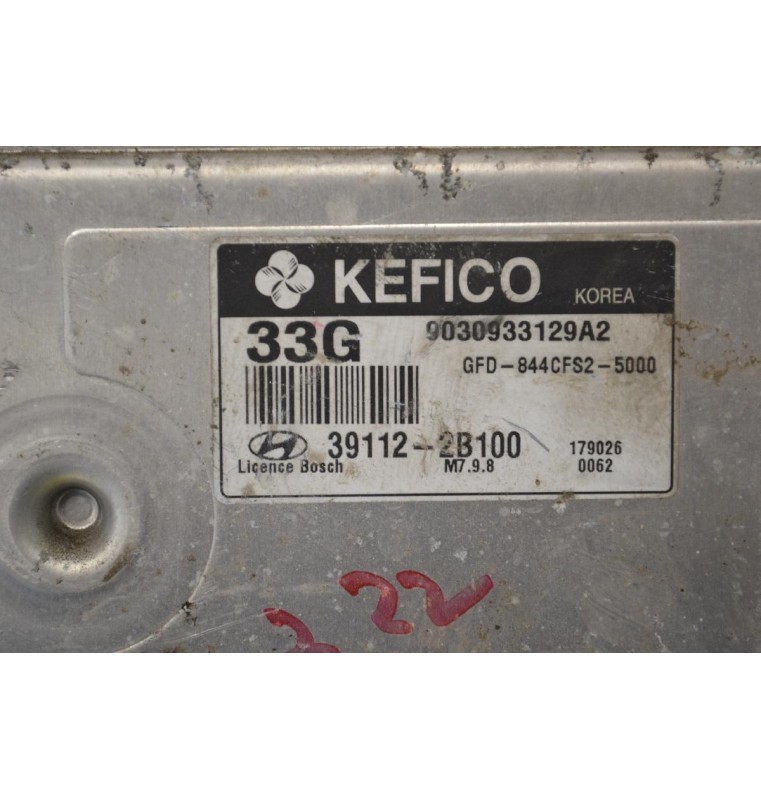 KEFICO KOREA
33G 9030933129A2
GFD-844CFS2-5000
39112-2B100 179026
Licence Bosch M7.9.8 0062
22